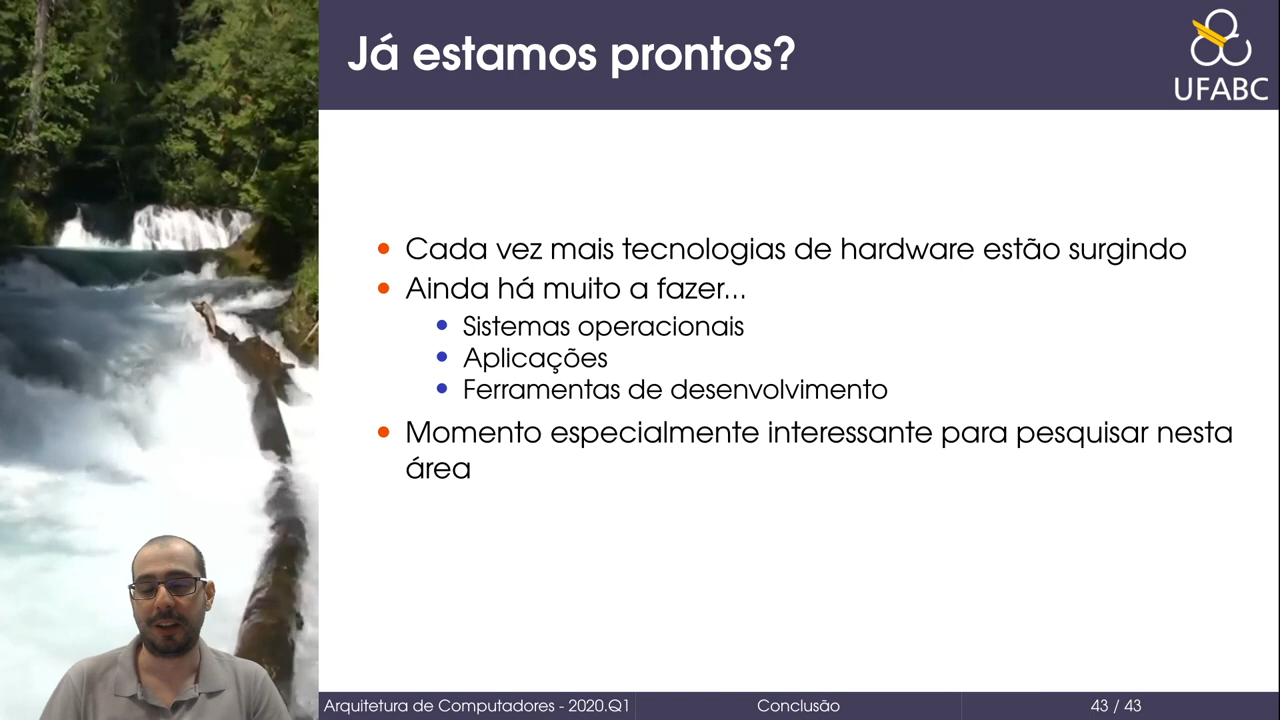 Já estamos prontos?
UFABC
Cada vez mais tecnologias de hardware estão surgindo
Ainda há muito a fazer...
Sistemas operacionais
Aplicações
Ferramentas de desenvolvimento
Momento especialmente interessante para pesquisar nesta
área
Arquitetura de Computadores - 2020.Q1
Conclusão
43 / 43